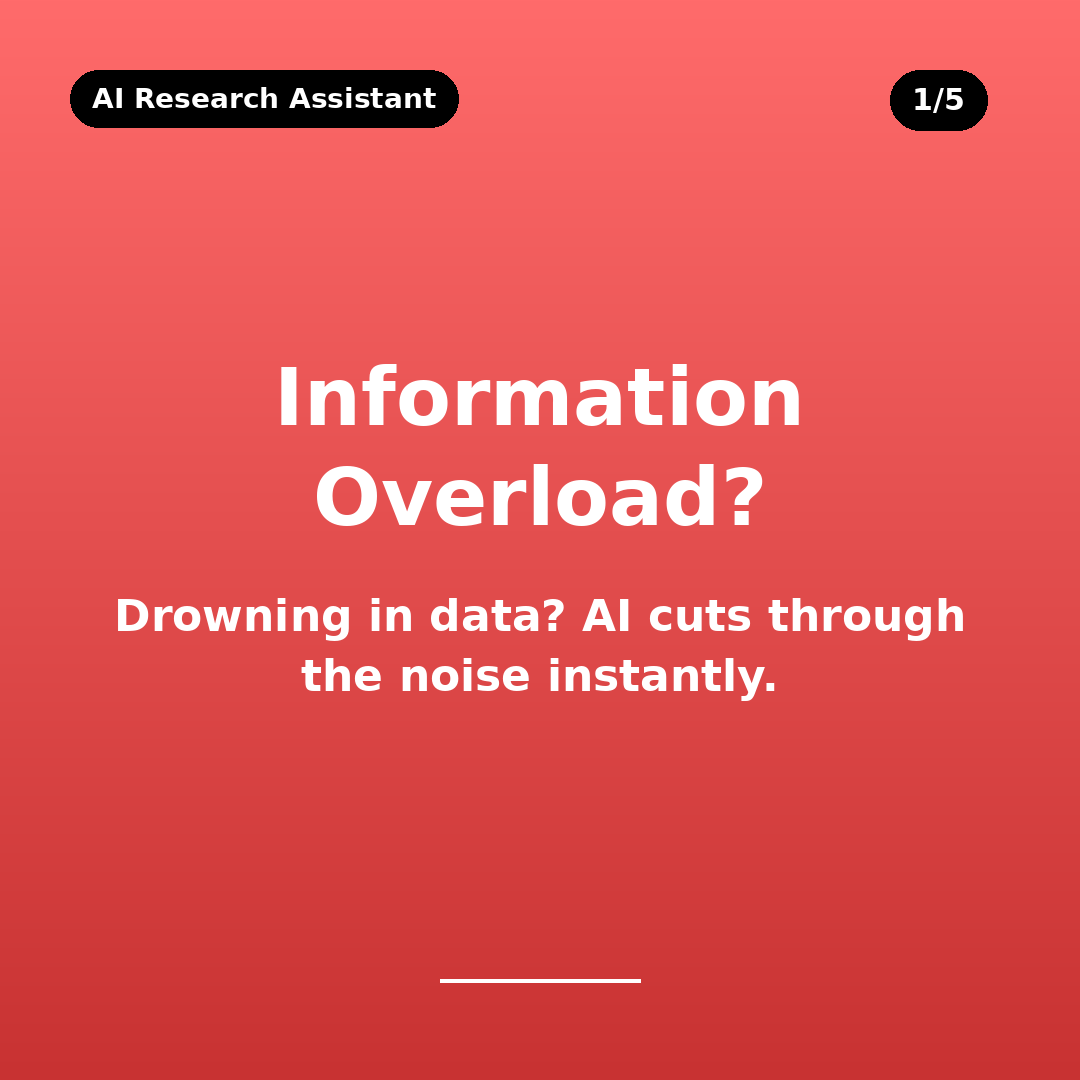 AI Research Assistant
1/5
Information
Overload?
Drowning in data? AI cuts through
the noise instantly.